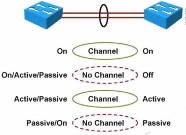 On Channel On
On/Active/Passive No Channel Off
Active/Passive Channel Active
Passive/On No Channel Passive